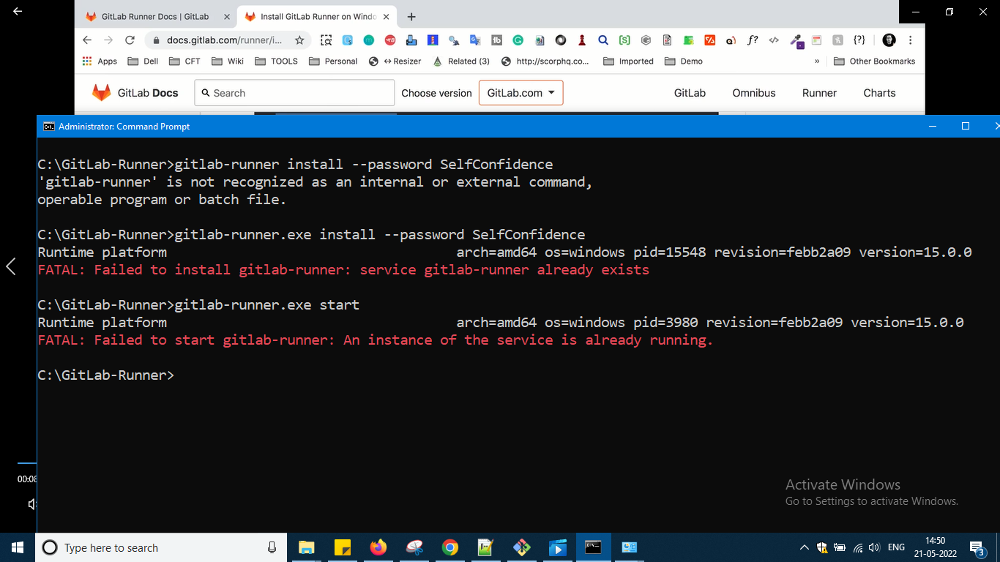 GitLab Runner Docs | GitLab
Install GitLab Runner on Windo
docs.gitlab.com/runner/i...
Apps
Dell
CFT
Wiki
TOOLS
Personal
↔Resizer
Related (3)
http://scorphq.co...
Imported
Demo
»
Other Bookmarks
GitLab Docs
Search
Choose version
GitLab.com
GitLab
Omnibus
Runner
Charts
Administrator: Command Prompt
C:\GitLab-Runner>gitlab-runner install --password SelfConfidence
'gitlab-runner' is not recognized as an internal or external command,
operable program or batch file.
C:\GitLab-Runner>gitlab-runner.exe install --password SelfConfidence
Runtime platform arch=amd64 os=windows pid=15548 revision=febb2a09 version=15.0.0
FATAL: Failed to install gitlab-runner: service gitlab-runner already exists
C:\GitLab-Runner>gitlab-runner.exe start
Runtime platform arch=amd64 os=windows pid=3980 revision=febb2a09 version=15.0.0
FATAL: Failed to start gitlab-runner: An instance of the service is already running.
C:\GitLab-Runner>
00:08
Activate Windows
Go to Settings to activate Windows.
Type here to search
ENG
14:50
21-05-2022
3